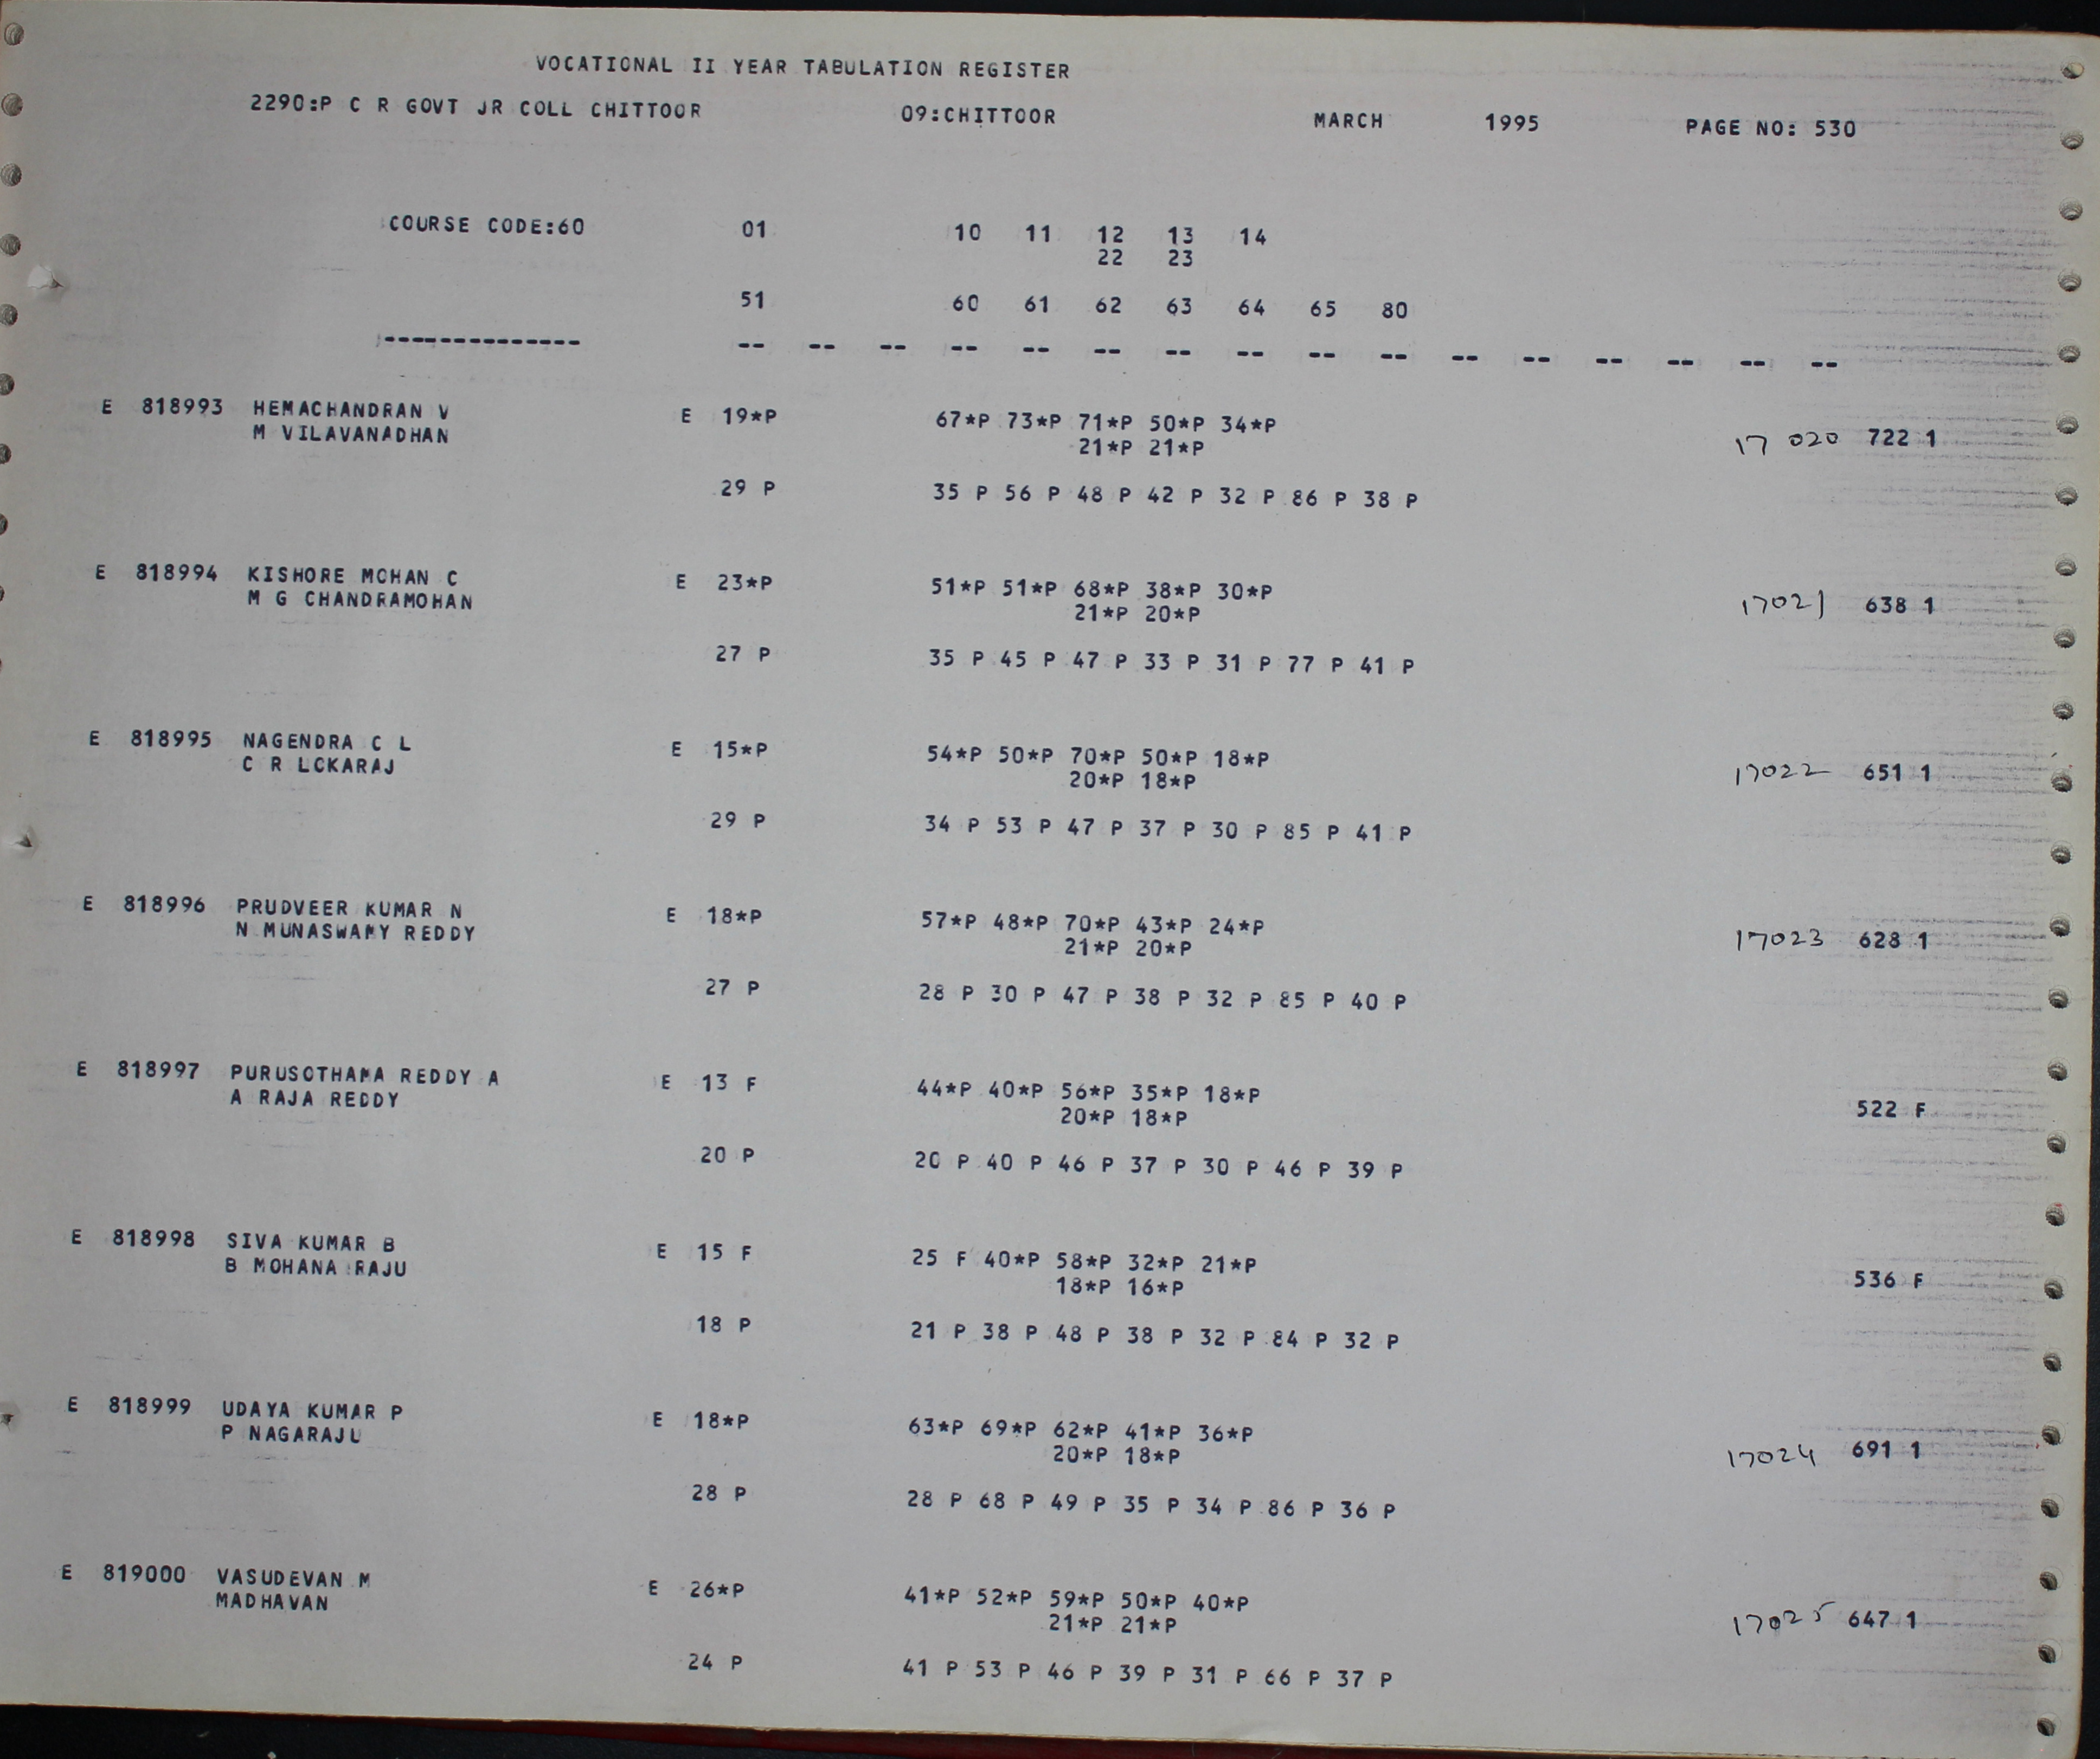 VOCATIONAL II YEAR TABULATION REGISTER
2290:P C R GOVT JR COLL CHITTOOR 09:CHITTOOR MARCH 1995 PAGE NO: 530
COURSE CODE:60 01 10 11 12 13 14
22 23
51 60 61 62 63 64 65 80
-------------- -- -- -- -- -- -- -- -- -- -- -- -- -- -- -- --
E 818993 HEMACHANDRAN V E 19*P 67*P 73*P 71*P 50*P 34*P
M VILAVANADHAN 21*P 21*P 17 020 722 1
29 P 35 P 56 P 48 P 42 P 32 P 86 P 38 P
E 818994 KISHORE MOHAN C E 23*P 51*P 51*P 68*P 38*P 30*P
M G CHANDRAMOHAN 21*P 20*P 17021 638 1
27 P 35 P 45 P 47 P 33 P 31 P 77 P 41 P
E 818995 NAGENDRA C L E 15*P 54*P 50*P 70*P 50*P 18*P
C R LOKARAJ 20*P 18*P 17022 651 1
29 P 34 P 53 P 47 P 37 P 30 P 85 P 41 P
E 818996 PRUDVEER KUMAR N E 18*P 57*P 48*P 70*P 43*P 24*P
N MUNASWAMY REDDY 21*P 20*P 17023 628 1
27 P 28 P 30 P 47 P 38 P 32 P 85 P 40 P
E 818997 PURUSOTHAMA REDDY A E 13 F 44*P 40*P 56*P 35*P 18*P
A RAJA REDDY 20*P 18*P 522 F
20 P 20 P 40 P 46 P 37 P 30 P 46 P 39 P
E 818998 SIVA KUMAR B E 15 F 25 F 40*P 58*P 32*P 21*P
B MOHANA RAJU 18*P 16*P 536 F
18 P 21 P 38 P 48 P 38 P 32 P 84 P 32 P
E 818999 UDAYA KUMAR P E 18*P 63*P 69*P 62*P 41*P 36*P
P NAGARAJU 20*P 18*P 17024 691 1
28 P 28 P 68 P 49 P 35 P 34 P 86 P 36 P
E 819000 VASUDEVAN M E 26*P 41*P 52*P 59*P 50*P 40*P
MADHAVAN 21*P 21*P 17025 647 1
24 P 41 P 53 P 46 P 39 P 31 P 66 P 37 P